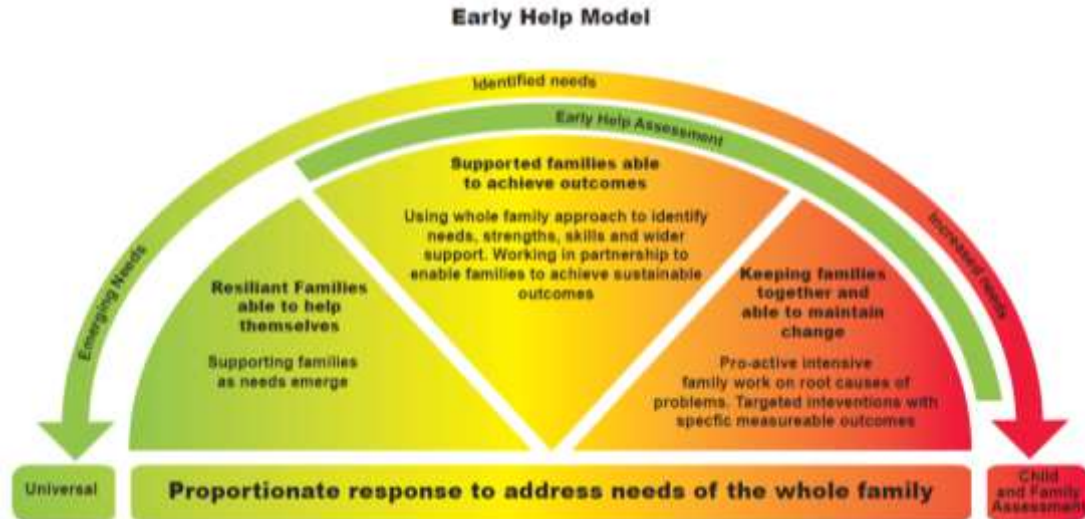 Early Help Model
Identified needs
Early Help Assessment
Emerging Needs
Increased needs
Resiliant Families
able to help
themselves
Supporting families
as needs emerge
Supported families able
to achieve outcomes
Using whole family approach to identify
needs, strengths, skills and wider
support. Working in partnership to
enable families to achieve sustainable
outcomes
Keeping families
together and
able to maintain
change
Pro-active intensive
family work on root causes of
problems. Targeted inteventions with
specfic measureable outcomes
Universal
Proportionate response to address needs of the whole family
Child
and Family
Assessment